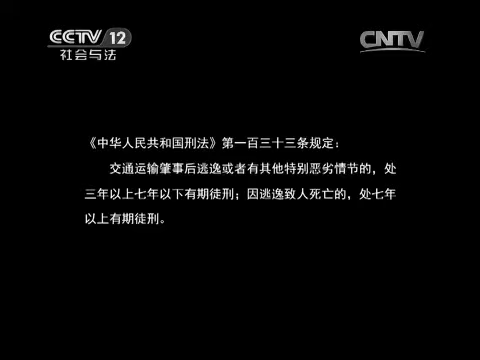 CCTV 12
社会与法
CNTV
《中华人民共和国刑法》第一百三十三条规定：
交通运输肇事后逃逸或者有其他特别恶劣情节的，处
三年以上七年以下有期徒刑；因逃逸致人死亡的，处七年
以上有期徒刑。